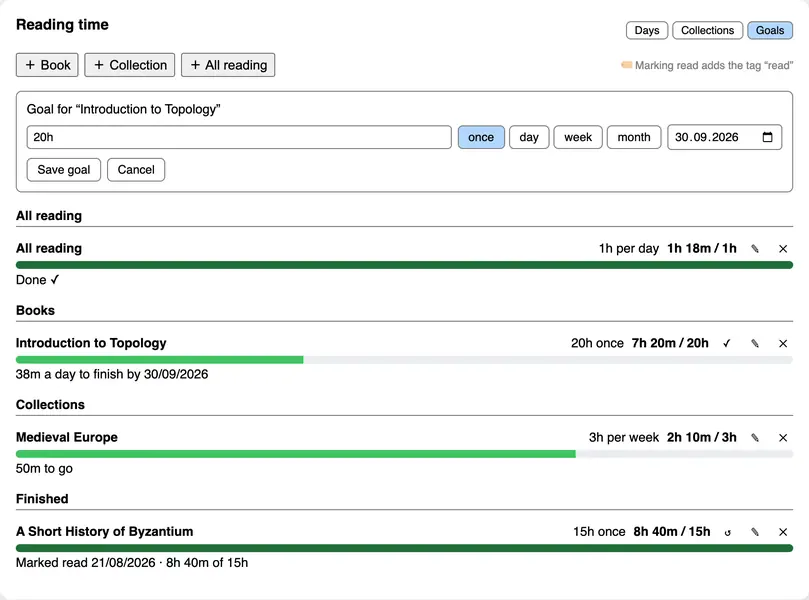 Reading time
Days Collections Goals
+ Book + Collection + All reading
Marking read adds the tag “read”
Goal for “Introduction to Topology”
20h once day week month 30.09.2026
Save goal Cancel
All reading
All reading 1h per day 1h 18m / 1h ✎ ✕
Done ✓
Books
Introduction to Topology 20h once 7h 20m / 20h ✓ ✎ ✕
38m a day to finish by 30/09/2026
Collections
Medieval Europe 3h per week 2h 10m / 3h ✎ ✕
50m to go
Finished
A Short History of Byzantium 15h once 8h 40m / 15h ↺ ✎ ✕
Marked read 21/08/2026 · 8h 40m of 15h